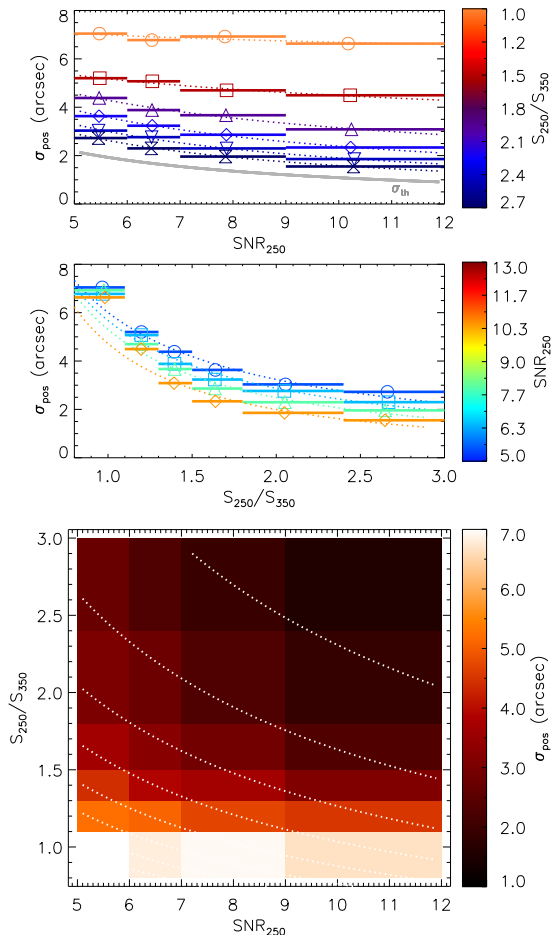 8
6
4
2
0
σpos (arcsec)
5 6 7 8 9 10 11 12
SNR250
σth
1.0
1.2
1.5
1.8
2.1
2.4
2.7
S250/S350
8
6
4
2
0
σpos (arcsec)
1.0 1.5 2.0 2.5 3.0
S250/S350
13.0
11.7
10.3
9.0
7.7
6.3
5.0
SNR250
3.0
2.5
2.0
1.5
1.0
S250/S350
5 6 7 8 9 10 11 12
SNR250
7.0
6.0
5.0
4.0
3.0
2.0
1.0
σpos (arcsec)